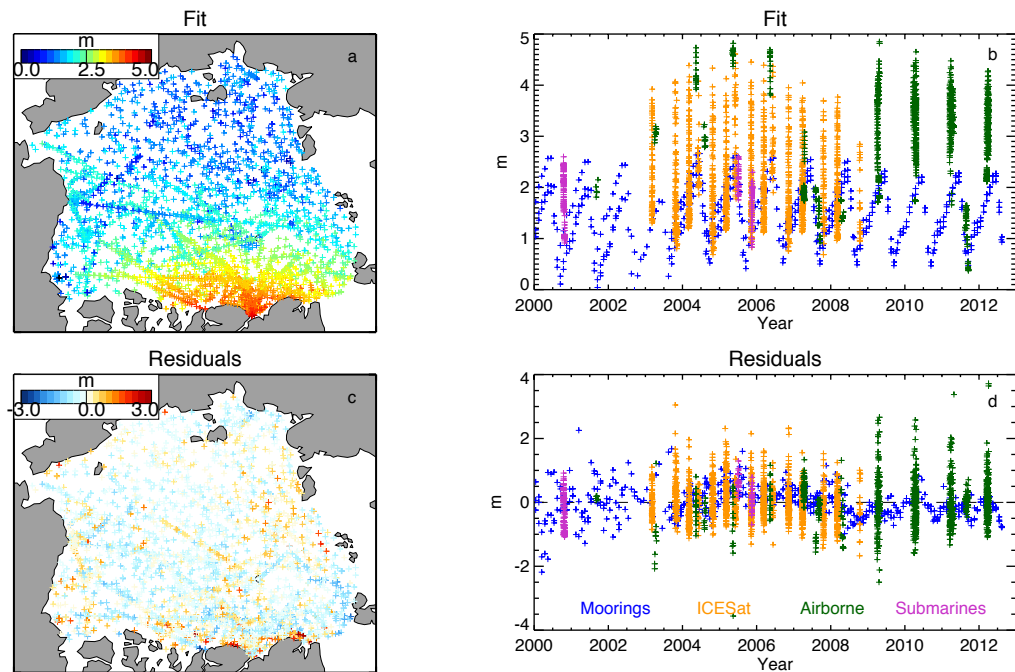 Fit
m
0.0 2.5 5.0
a
Fit
b
5
4
3
2
1
0
m
2000 2002 2004 2006 2008 2010 2012
Year
Residuals
m
-3.0 0.0 3.0
c
Residuals
d
4
2
0
-2
-4
m
Moorings ICESat Airborne Submarines
2000 2002 2004 2006 2008 2010 2012
Year